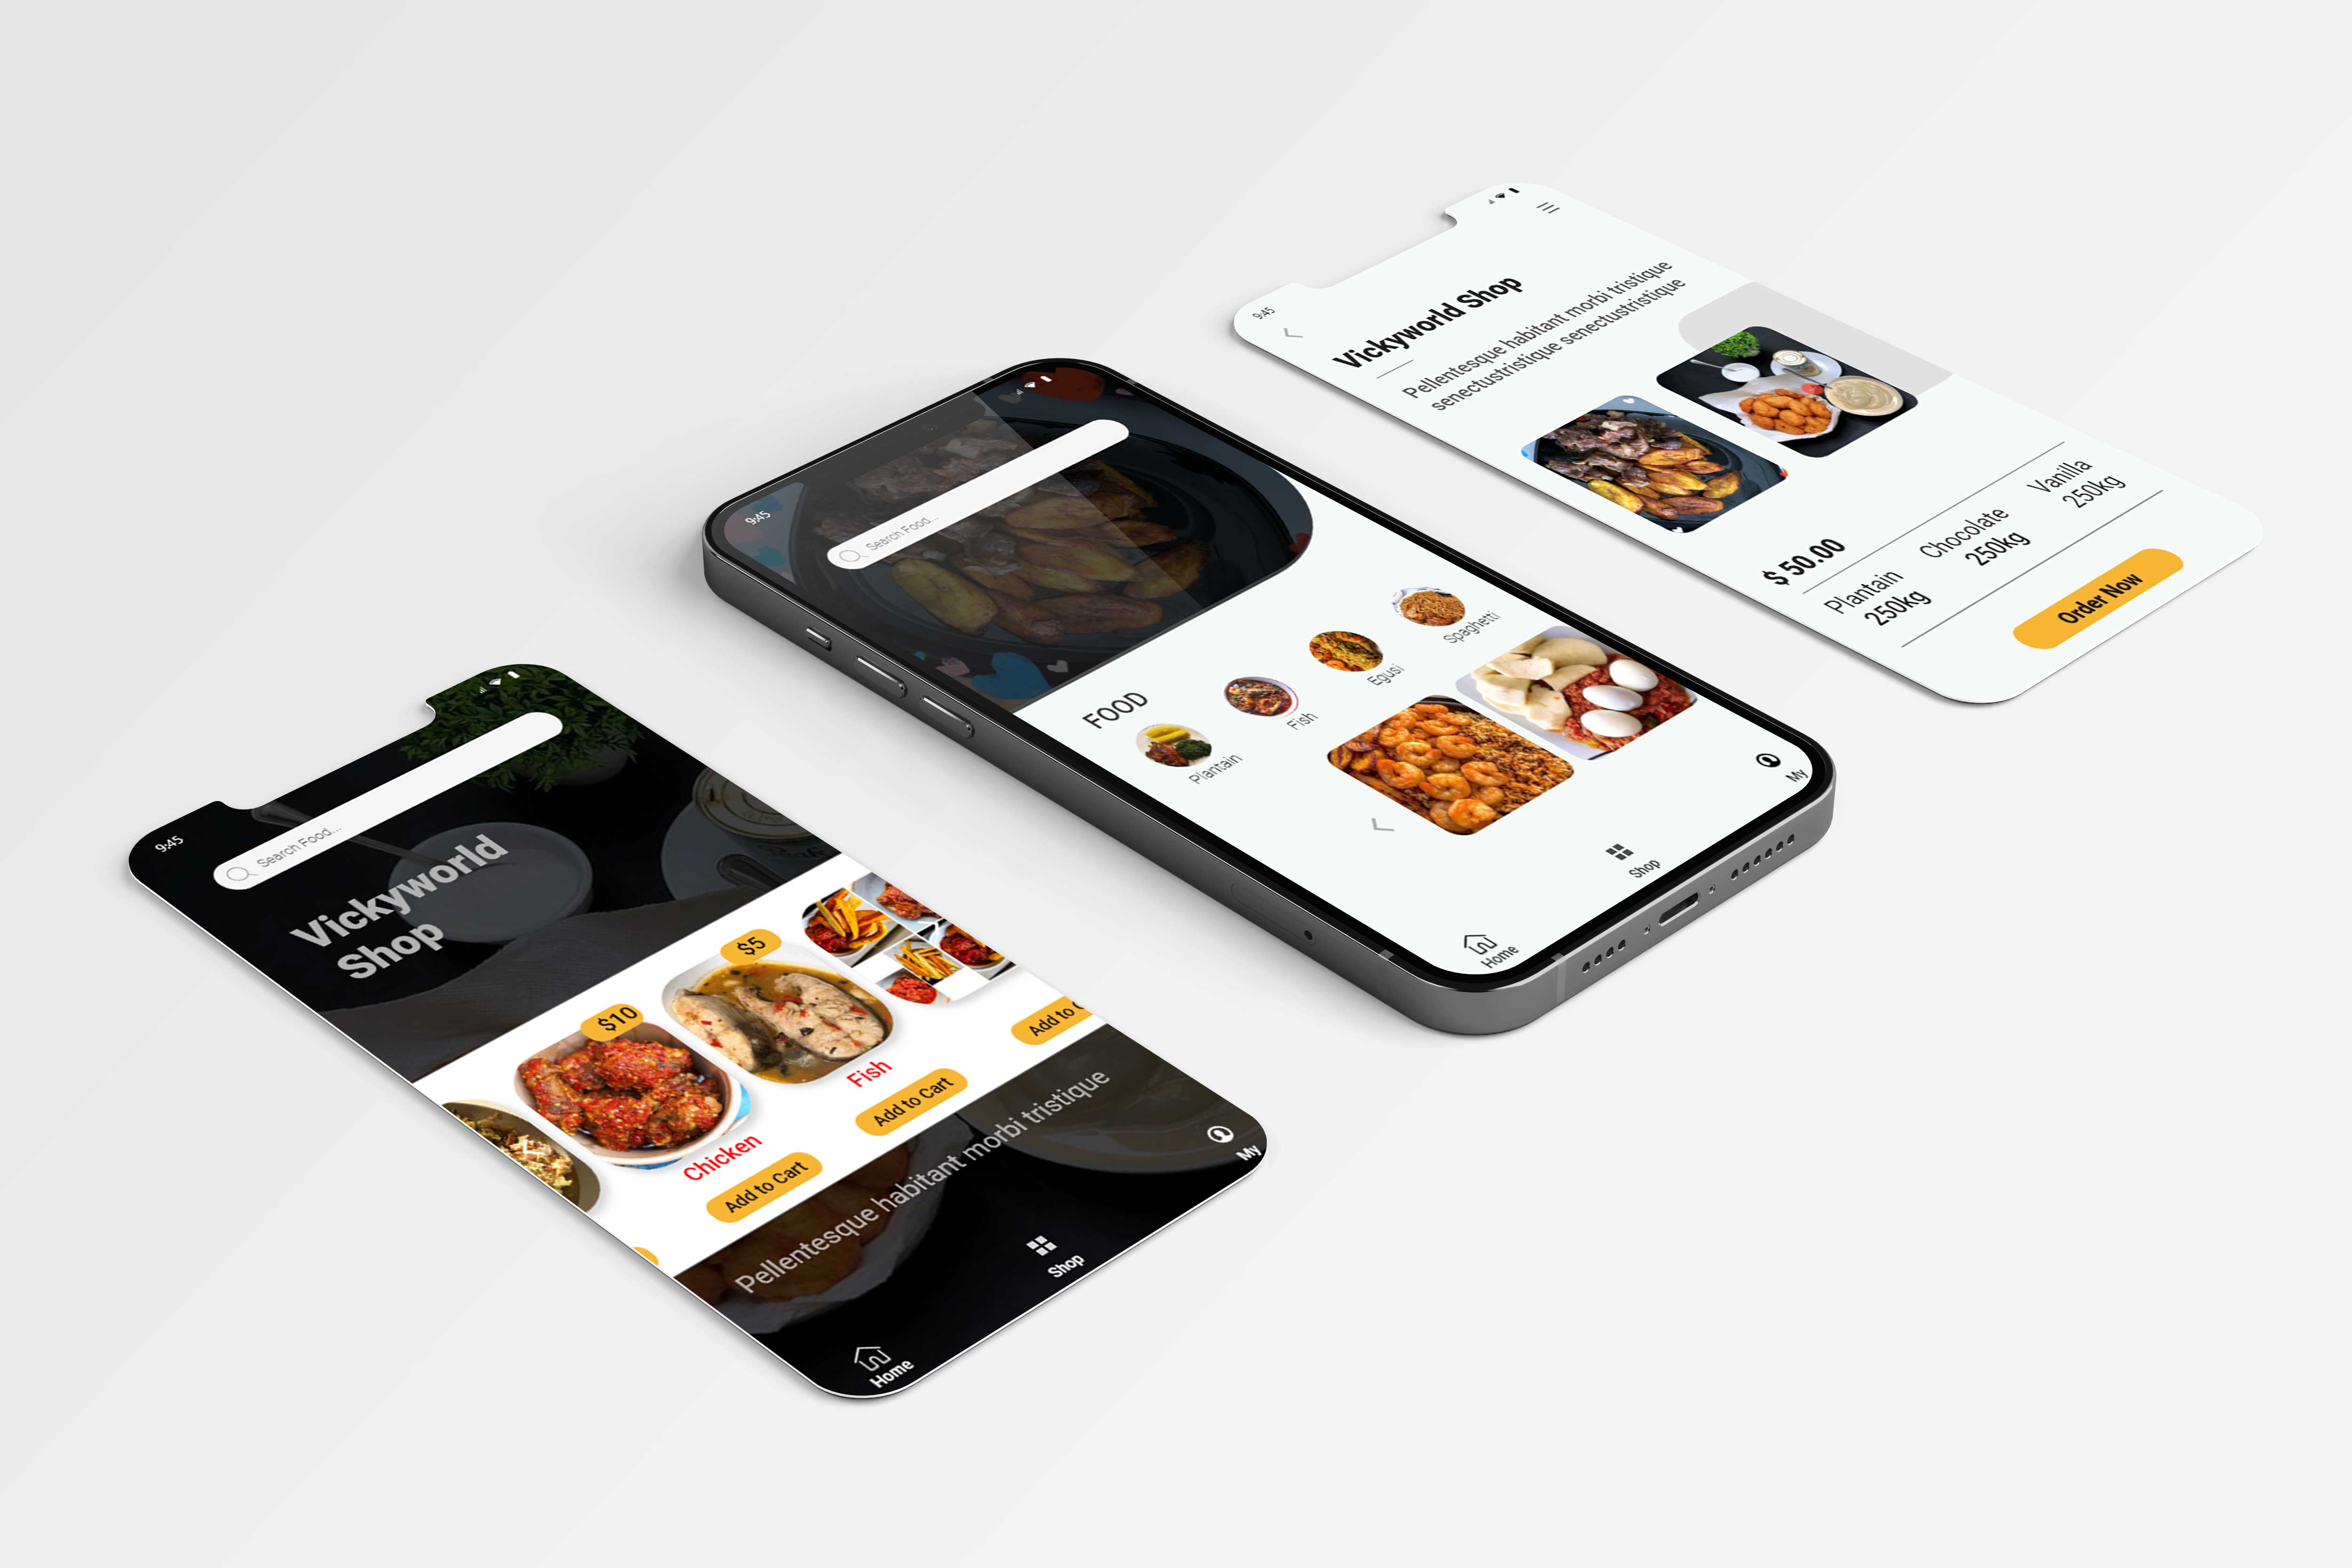 9:45
Search Food...
Vickyworld
Shop
$10
$5
Chicken
Fish
Add to Cart
Add to Cart
Add to C
Pellentesque habitant morbi tristique
Home
Shop
My
9:45
Search Food...
FOOD
Plantain
Fish
Egusi
Spaghetti
Home
Shop
My
9:45
Vickyworld Shop
Pellentesque habitant morbi tristique
senectustristique senectustristique
$ 50.00
Plantain
250kg
Chocolate
250kg
Vanilla
250kg
Order Now